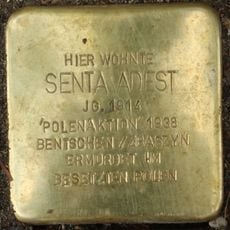 HIER WOHNTE
SENTA ADEST
JG. 1914
'POLENAKTION' 1938
BENTSCHEN / ZBASZYN
ERMORDET IM
BESETZTEN POLEN